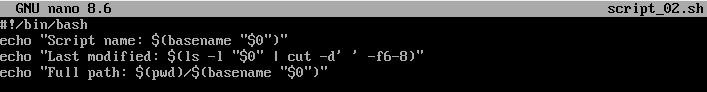 GNU nano 8.6 script_02.sh
#!/bin/bash
echo "Script name: $(basename "$0")"
echo "Last modified: $(ls -l "$0" | cut -d' ' -f6-8)"
echo "Full path: $(pwd)/$(basename "$0")"